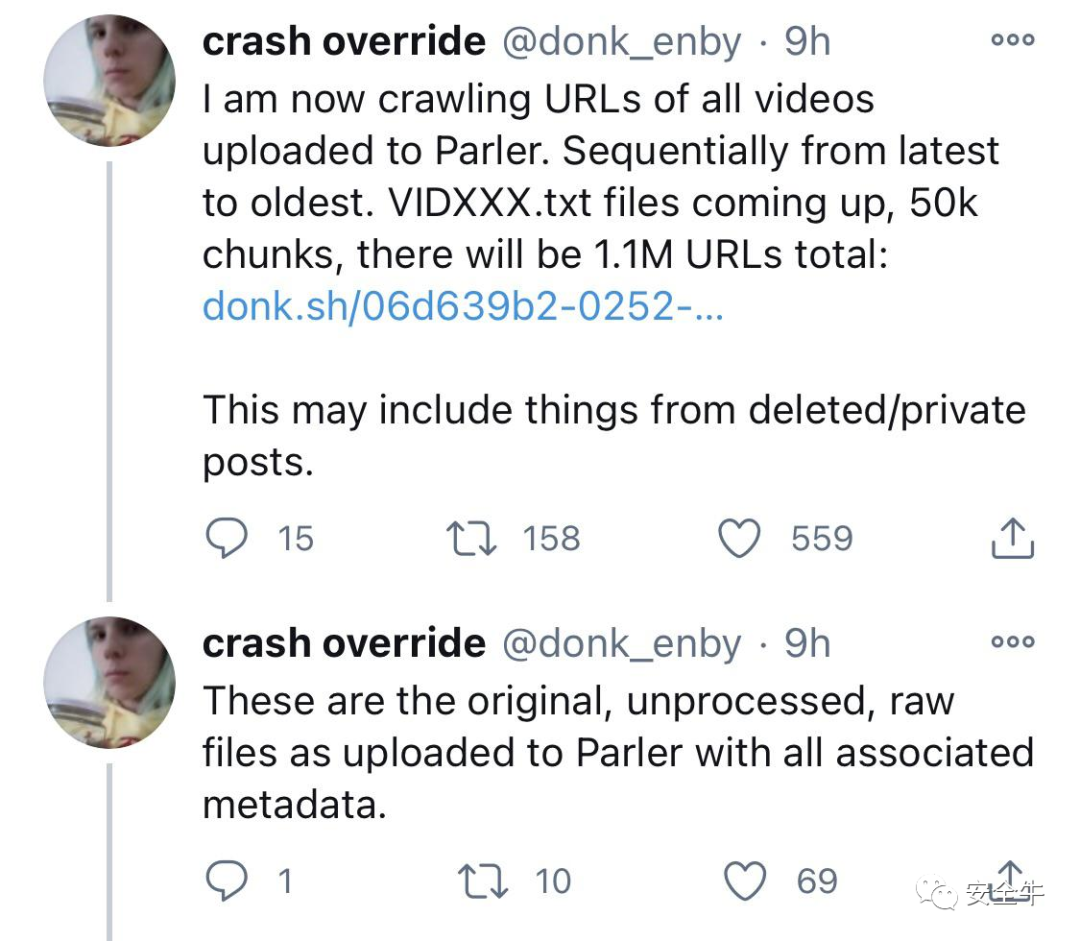 crash override @donk_enby · 9h
I am now crawling URLs of all videos
uploaded to Parler. Sequentially from latest
to oldest. VIDXXX.txt files coming up, 50k
chunks, there will be 1.1M URLs total:
donk.sh/06d639b2-0252-...
This may include things from deleted/private
posts.
15 158 559
crash override @donk_enby · 9h
These are the original, unprocessed, raw
files as uploaded to Parler with all associated
metadata.
1 10 69
安全牛